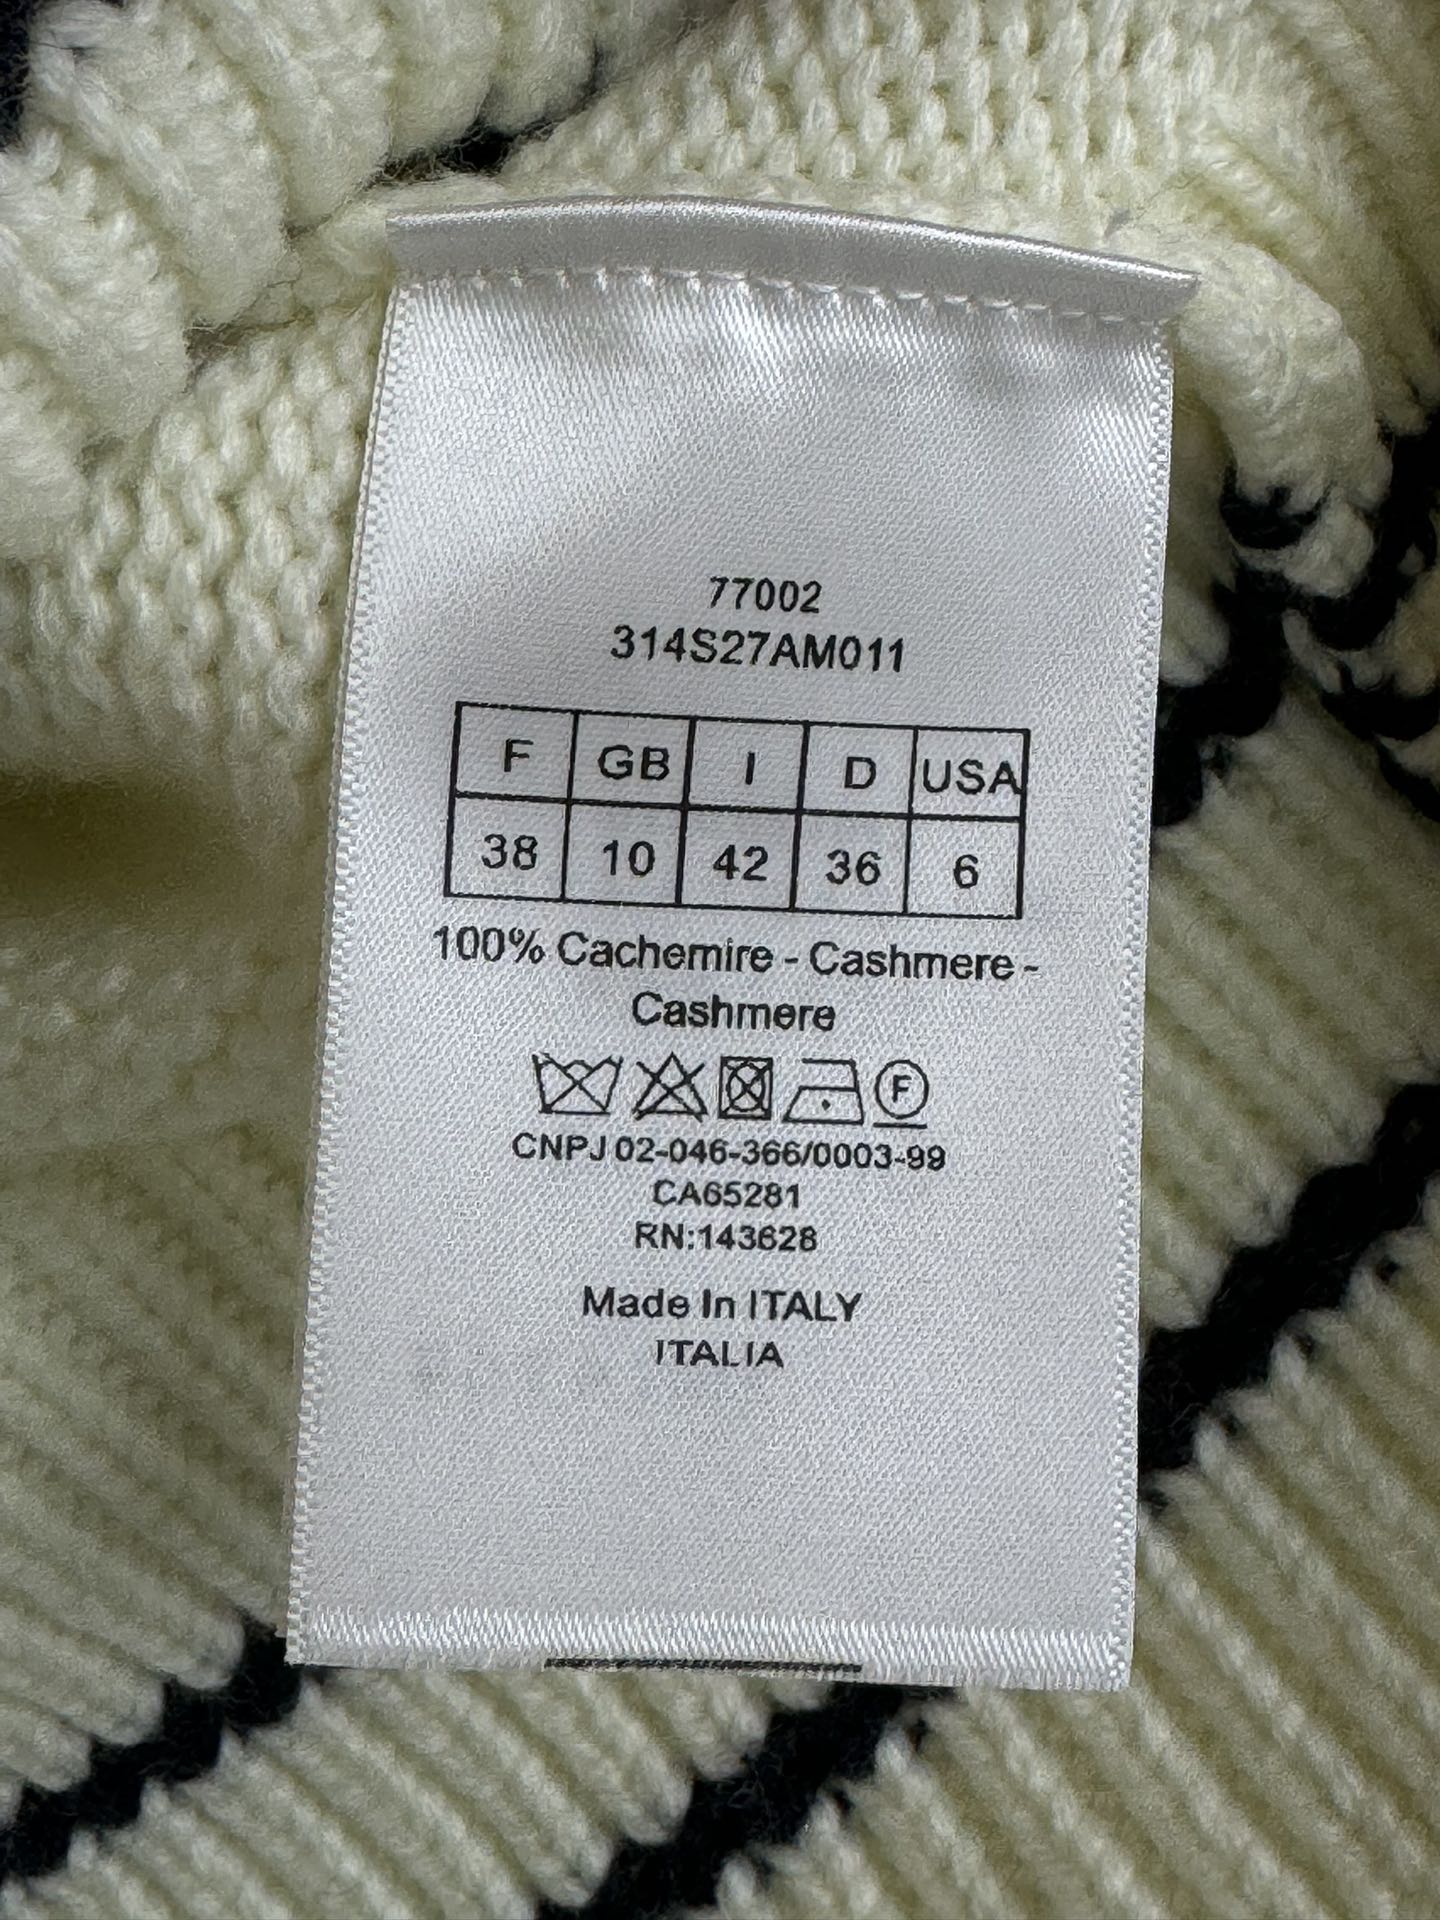 77002
314S27AM011
F GB I D USA
38 10 42 36 6
100% Cachemire - Cashmere -
Cashmere
F
CNPJ 02-046-366/0003-99
CA65281
RN:143628
Made In ITALY
ITALIA